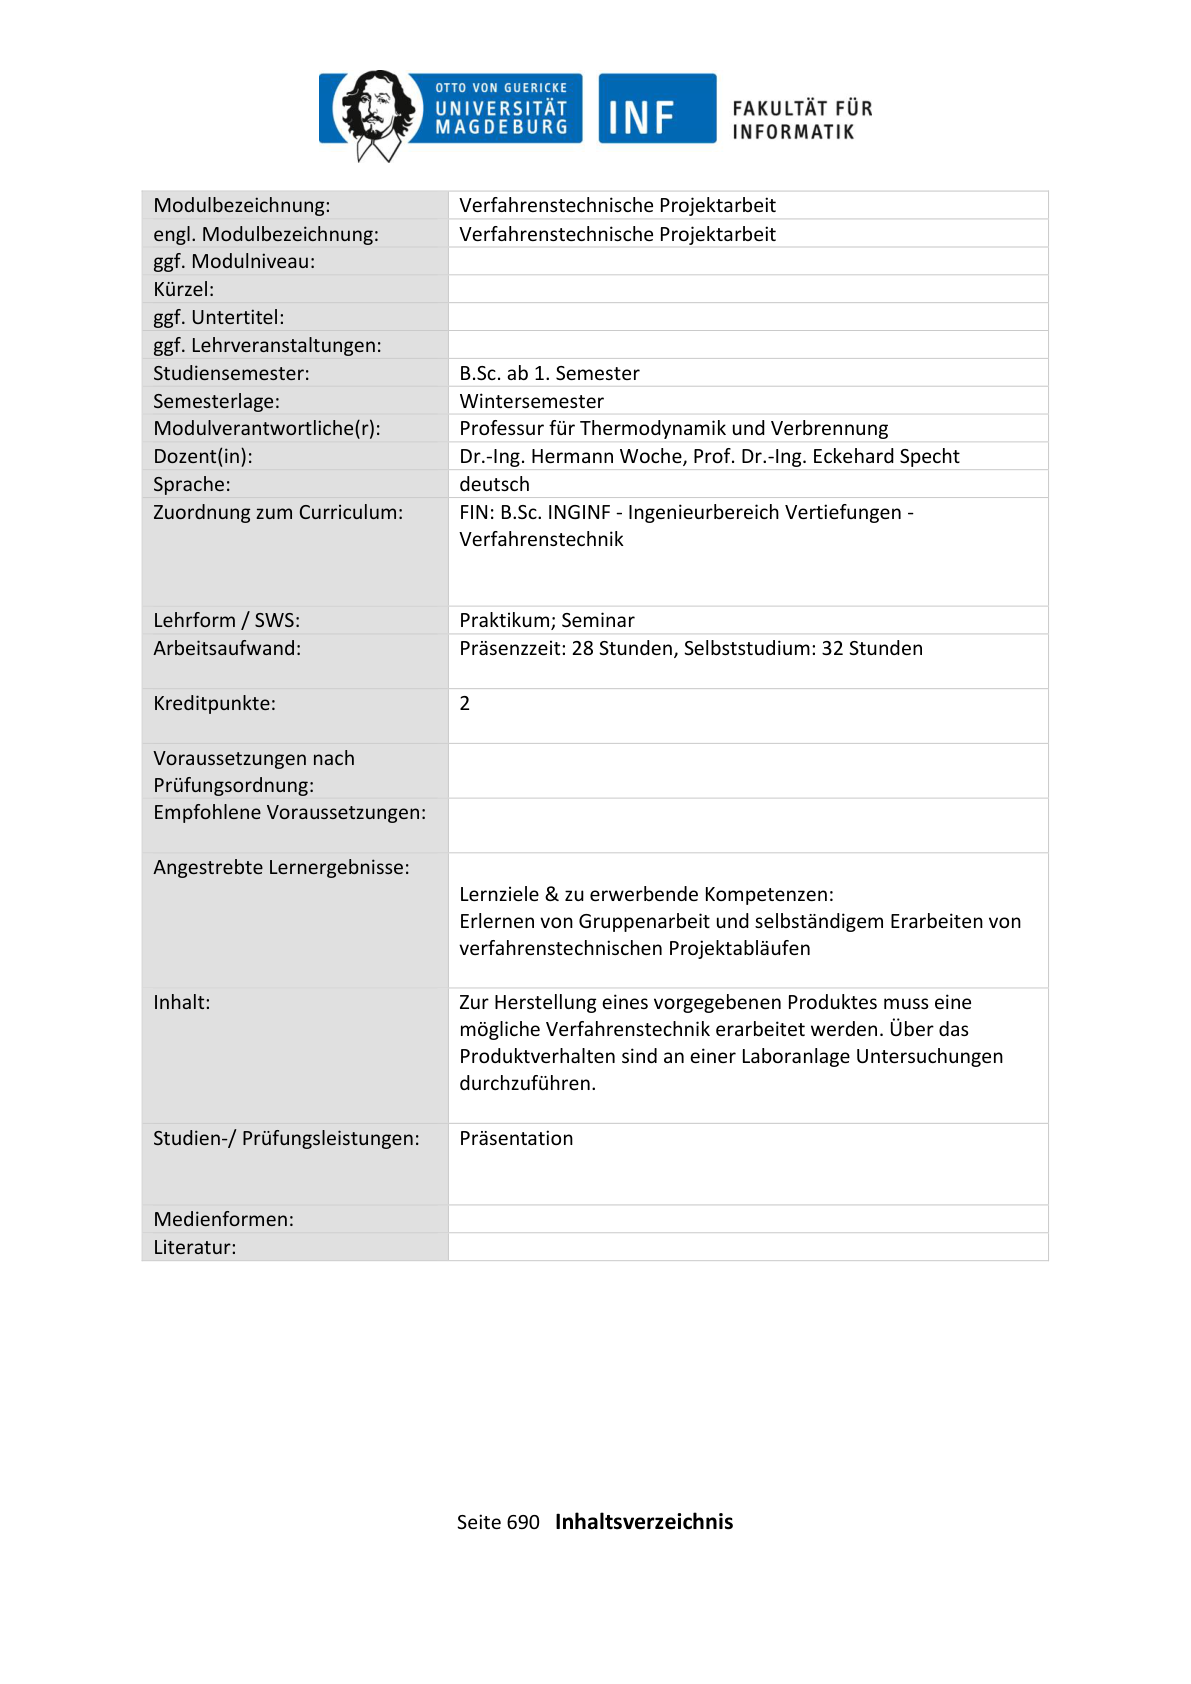 OTTO VON GUERICKE
UNIVERSITÄT
MAGDEBURG
INF
FAKULTÄT FÜR
INFORMATIK
Modulbezeichnung: Verfahrenstechnische Projektarbeit
engl. Modulbezeichnung: Verfahrenstechnische Projektarbeit
ggf. Modulniveau:
Kürzel:
ggf. Untertitel:
ggf. Lehrveranstaltungen:
Studiensemester: B.Sc. ab 1. Semester
Semesterlage: Wintersemester
Modulverantwortliche(r): Professur für Thermodynamik und Verbrennung
Dozent(in): Dr.-Ing. Hermann Woche, Prof. Dr.-Ing. Eckehard Specht
Sprache: deutsch
Zuordnung zum Curriculum: FIN: B.Sc. INGINF - Ingenieurbereich Vertiefungen -
Verfahrenstechnik
Lehrform / SWS: Praktikum; Seminar
Arbeitsaufwand: Präsenzzeit: 28 Stunden, Selbststudium: 32 Stunden
Kreditpunkte: 2
Voraussetzungen nach
Prüfungsordnung:
Empfohlene Voraussetzungen:
Angestrebte Lernergebnisse:
Lernziele & zu erwerbende Kompetenzen:
Erlernen von Gruppenarbeit und selbständigem Erarbeiten von
verfahrenstechnischen Projektabläufen
Inhalt: Zur Herstellung eines vorgegebenen Produktes muss eine
mögliche Verfahrenstechnik erarbeitet werden. Über das
Produktverhalten sind an einer Laboranlage Untersuchungen
durchzuführen.
Studien-/ Prüfungsleistungen: Präsentation
Medienformen:
Literatur:
Seite 690 Inhaltsverzeichnis